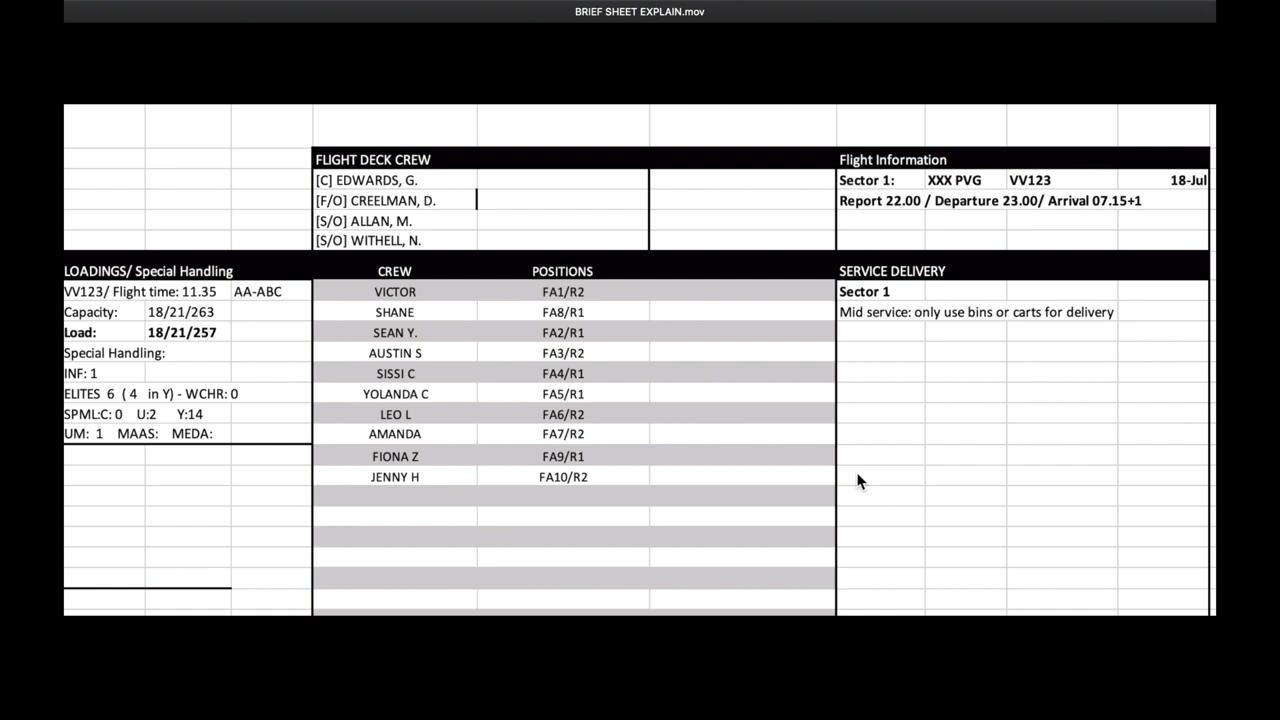 BRIEF SHEET EXPLAIN.mov
FLIGHT DECK CREW
[C] EDWARDS, G.
[F/O] CREELMAN, D.
[S/O] ALLAN, M.
[S/O] WITHELL, N.
Flight Information
Sector 1: XXX PVG VV123 18-Jul
Report 22.00 / Departure 23.00/ Arrival 07.15+1
LOADINGS/ Special Handling
VV123/ Flight time: 11.35 AA-ABC
Capacity: 18/21/263
Load: 18/21/257
Special Handling:
INF: 1
ELITES 6 ( 4 in Y) - WCHR: 0
SPML:C: 0 U:2 Y:14
UM: 1 MAAS: MEDA:
CREW POSITIONS
VICTOR FA1/R2
SHANE FA8/R1
SEAN Y. FA2/R1
AUSTIN S FA3/R2
SISSI C FA4/R1
YOLANDA C FA5/R1
LEO L FA6/R2
AMANDA FA7/R2
FIONA Z FA9/R1
JENNY H FA10/R2
SERVICE DELIVERY
Sector 1
Mid service: only use bins or carts for delivery